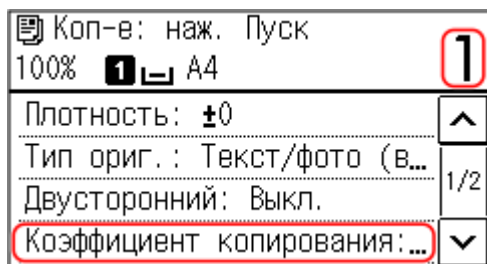 Коп-е: наж. Пуск
100% 1 A4 1
Плотность: ±0
Тип ориг.: Текст/фото (в...
Двусторонний: Выкл.
1/2
Коэффициент копирования:...